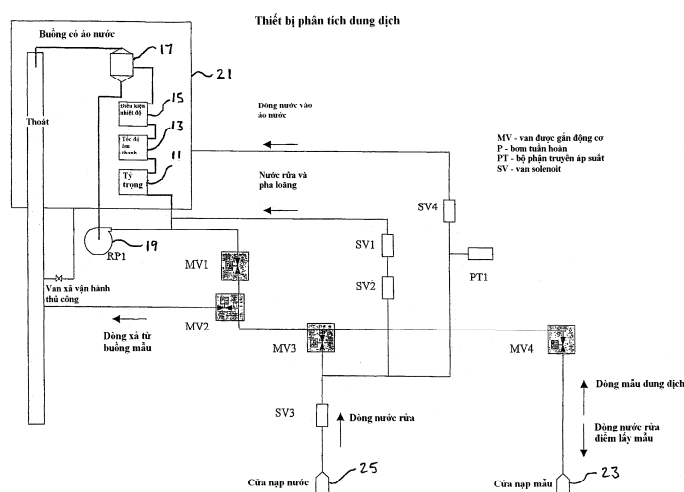 Thiết bị phân tích dung dịch
Buồng có áo nước
17
21
Thoát
Điều kiện
nhiệt độ
15
Tốc độ
âm
thanh
13
Tỷ
trọng
11
Dòng nước vào
áo nước
Nước rửa và
pha loãng
MV - van được gắn động cơ
P - bơm tuần hoàn
PT - bộ phận truyền áp suất
SV - van solenoit
SV4
SV1
SV2
PT1
19
RP1
MV1
MV2
MV3
MV4
Van xả vận hành
thủ công
Dòng xả từ
buồng mẫu
SV3
Dòng nước rửa
Dòng mẫu dung dịch
Dòng nước rửa
điểm lấy mẫu
Cửa nạp nước
25
Cửa nạp mẫu
23